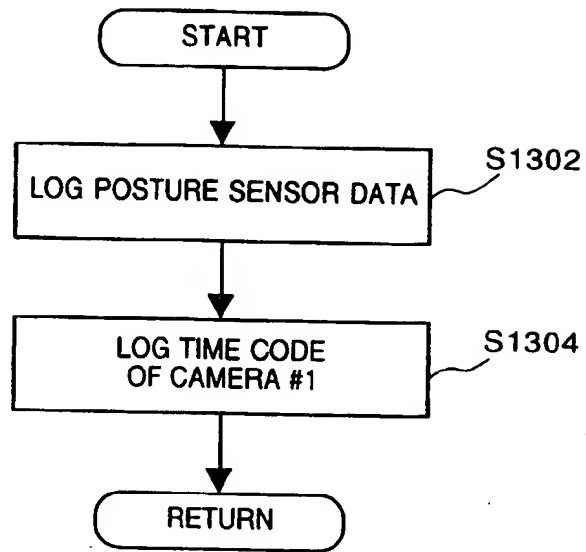 START
LOG POSTURE SENSOR DATA
S1302
LOG TIME CODE
OF CAMERA #1
S1304
RETURN